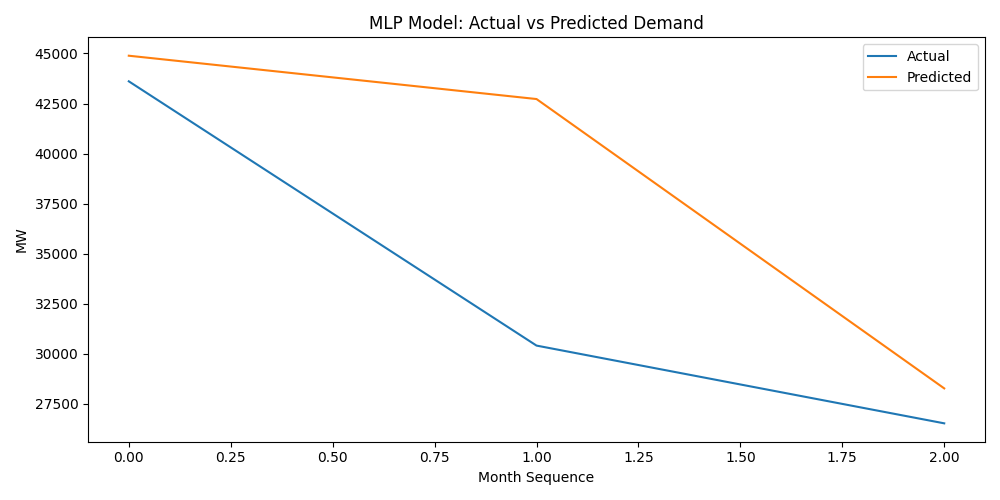 MLP Model: Actual vs Predicted Demand
Actual
Predicted
MW
45000
42500
40000
37500
35000
32500
30000
27500
0.00 0.25 0.50 0.75 1.00 1.25 1.50 1.75 2.00
Month Sequence